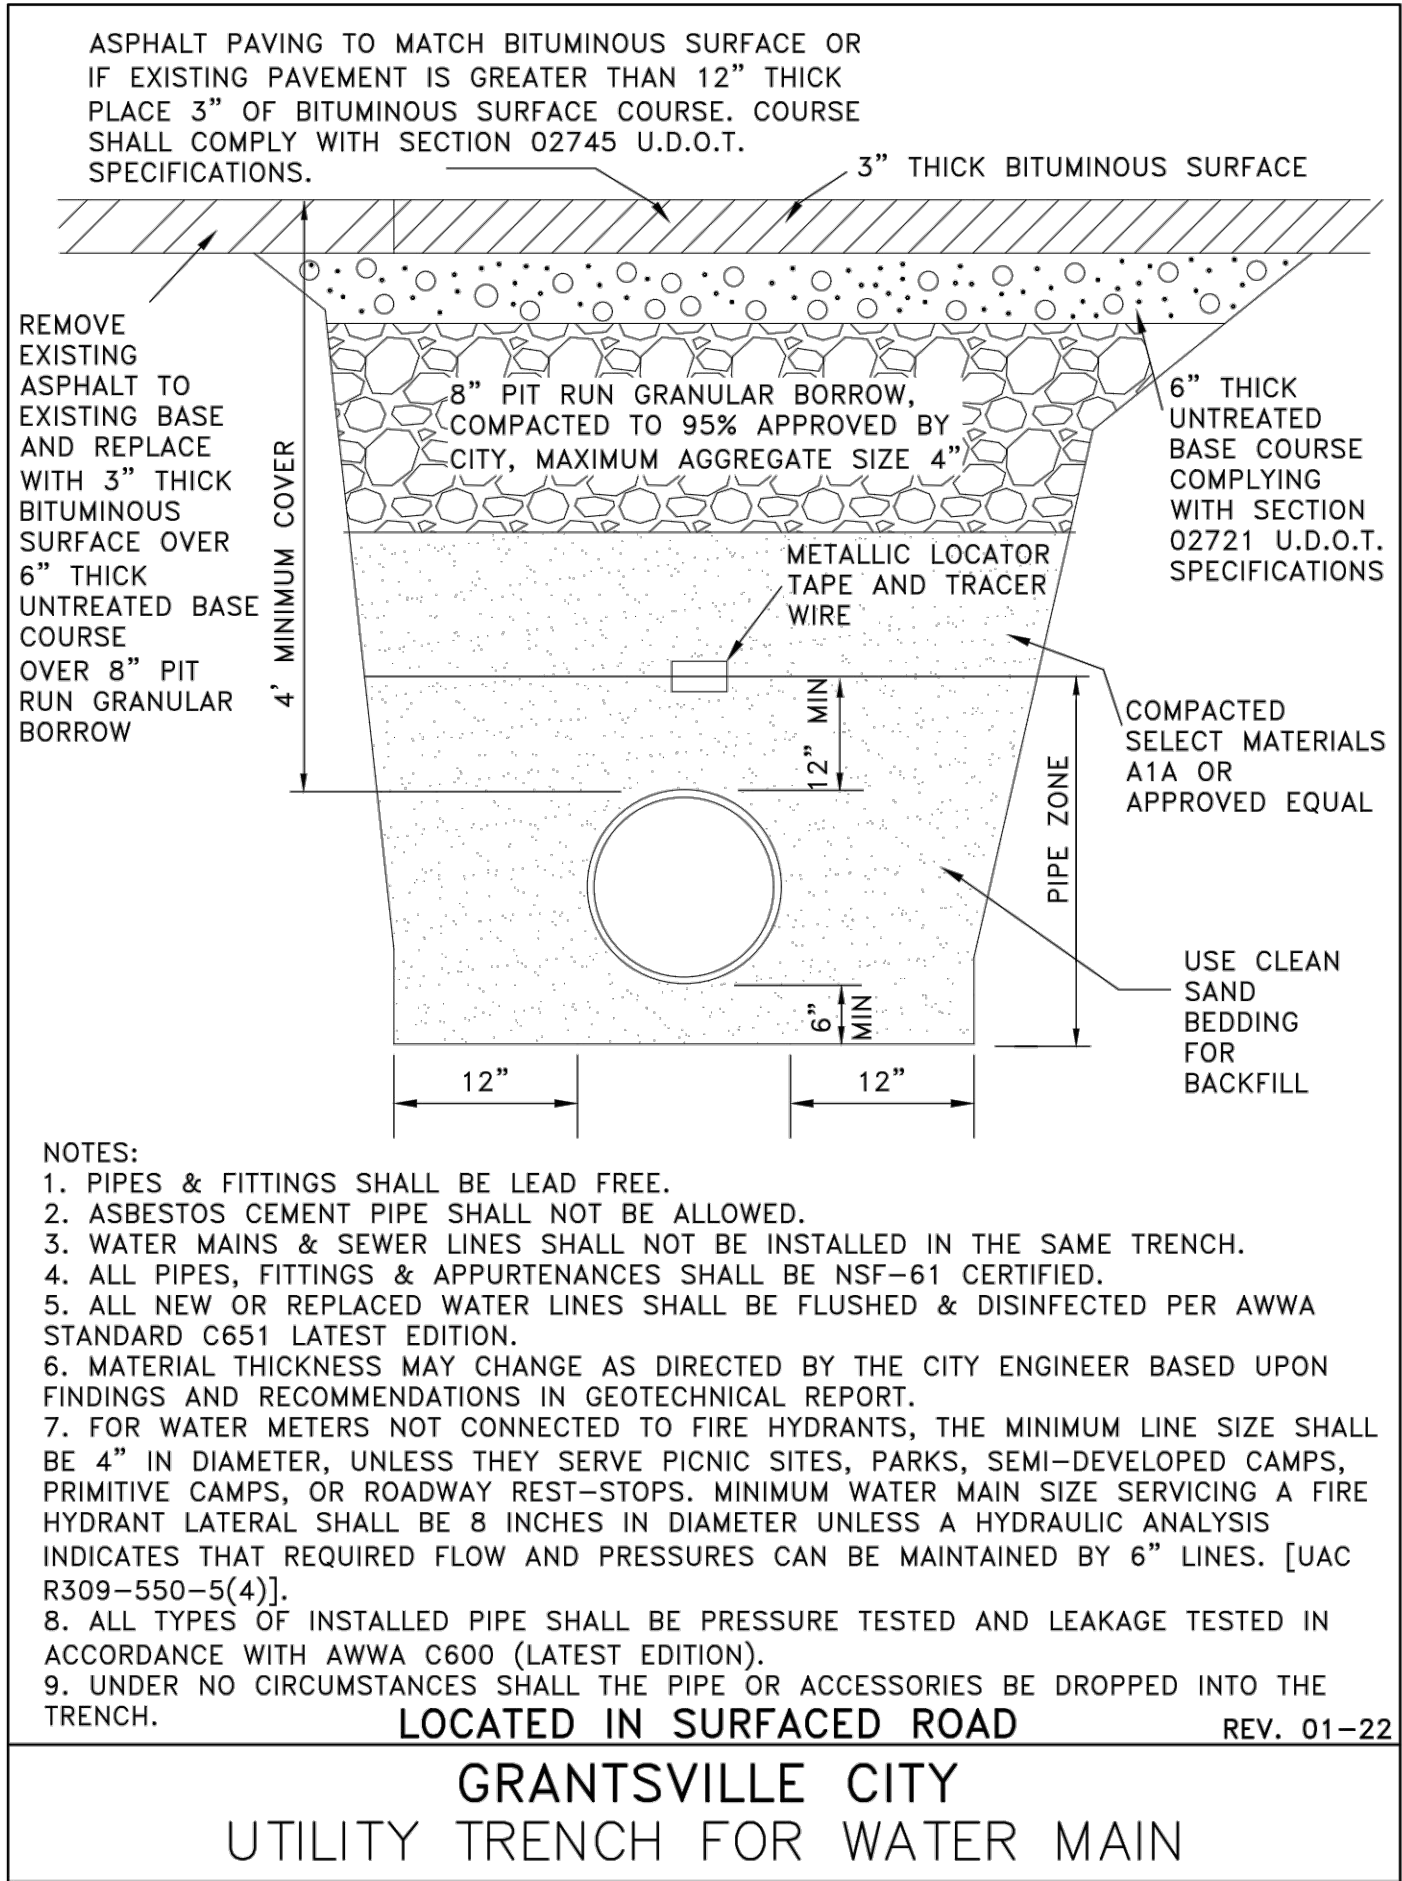 ASPHALT PAVING TO MATCH BITUMINOUS SURFACE OR
IF EXISTING PAVEMENT IS GREATER THAN 12” THICK
PLACE 3” OF BITUMINOUS SURFACE COURSE. COURSE
SHALL COMPLY WITH SECTION 02745 U.D.O.T.
SPECIFICATIONS.
3” THICK BITUMINOUS SURFACE
REMOVE
EXISTING
ASPHALT TO
EXISTING BASE
AND REPLACE
WITH 3” THICK
BITUMINOUS
SURFACE OVER
6” THICK
UNTREATED BASE
COURSE
OVER 8” PIT
RUN GRANULAR
BORROW
4’ MINIMUM COVER
8” PIT RUN GRANULAR BORROW,
COMPACTED TO 95% APPROVED BY
CITY, MAXIMUM AGGREGATE SIZE 4”
6” THICK
UNTREATED
BASE COURSE
COMPLYING
WITH SECTION
02721 U.D.O.T.
SPECIFICATIONS
METALLIC LOCATOR
TAPE AND TRACER
WIRE
12” MIN
COMPACTED
SELECT MATERIALS
A1A OR
APPROVED EQUAL
PIPE ZONE
USE CLEAN
SAND
BEDDING
FOR
BACKFILL
6”
MIN
12”
12”
NOTES:
1. PIPES & FITTINGS SHALL BE LEAD FREE.
2. ASBESTOS CEMENT PIPE SHALL NOT BE ALLOWED.
3. WATER MAINS & SEWER LINES SHALL NOT BE INSTALLED IN THE SAME TRENCH.
4. ALL PIPES, FITTINGS & APPURTENANCES SHALL BE NSF-61 CERTIFIED.
5. ALL NEW OR REPLACED WATER LINES SHALL BE FLUSHED & DISINFECTED PER AWWA
STANDARD C651 LATEST EDITION.
6. MATERIAL THICKNESS MAY CHANGE AS DIRECTED BY THE CITY ENGINEER BASED UPON
FINDINGS AND RECOMMENDATIONS IN GEOTECHNICAL REPORT.
7. FOR WATER METERS NOT CONNECTED TO FIRE HYDRANTS, THE MINIMUM LINE SIZE SHALL
BE 4” IN DIAMETER, UNLESS THEY SERVE PICNIC SITES, PARKS, SEMI-DEVELOPED CAMPS,
PRIMITIVE CAMPS, OR ROADWAY REST-STOPS. MINIMUM WATER MAIN SIZE SERVICING A FIRE
HYDRANT LATERAL SHALL BE 8 INCHES IN DIAMETER UNLESS A HYDRAULIC ANALYSIS
INDICATES THAT REQUIRED FLOW AND PRESSURES CAN BE MAINTAINED BY 6” LINES. [UAC
R309-550-5(4)].
8. ALL TYPES OF INSTALLED PIPE SHALL BE PRESSURE TESTED AND LEAKAGE TESTED IN
ACCORDANCE WITH AWWA C600 (LATEST EDITION).
9. UNDER NO CIRCUMSTANCES SHALL THE PIPE OR ACCESSORIES BE DROPPED INTO THE
TRENCH.
LOCATED IN SURFACED ROAD
REV. 01-22
GRANTSVILLE CITY
UTILITY TRENCH FOR WATER MAIN